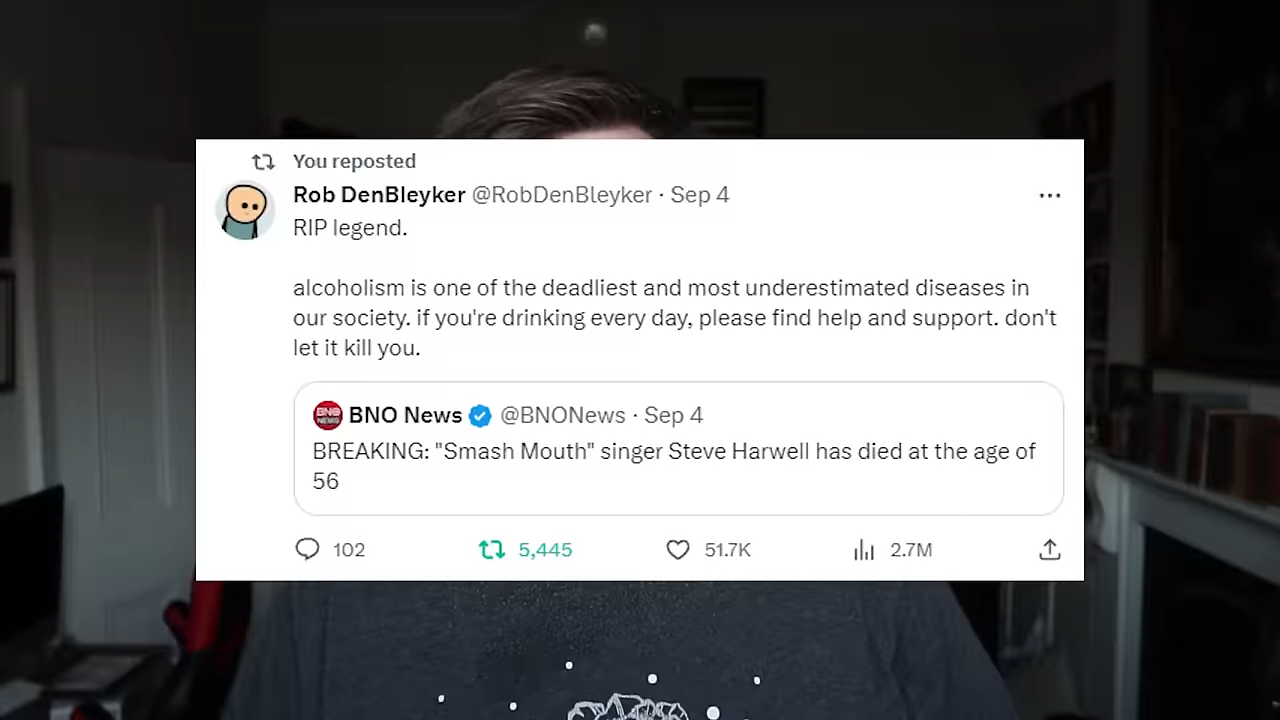 You reposted
Rob DenBleyker @RobDenBleyker · Sep 4
RIP legend.
alcoholism is one of the deadliest and most underestimated diseases in
our society. if you're drinking every day, please find help and support. don't
let it kill you.
BNO NEWS
BNO News @BNONews · Sep 4
BREAKING: "Smash Mouth" singer Steve Harwell has died at the age of
56
102 5,445 51.7K 2.7M